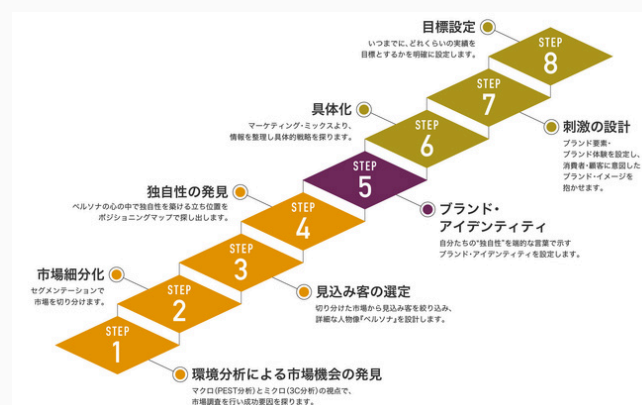 目標設定
いつまでに、どれくらいの実績を
目標とするかを明確に設定します。
STEP
8
STEP
7
刺激の設計
ブランド要素・
ブランド体験を設定し、
消費者・顧客に意図した
ブランド・イメージを
抱かせます。
具体化
マーケティング・ミックスより、
情報を整理し具体的戦略を探ります。
STEP
6
STEP
5
ブランド・
アイデンティティ
自分たちの“独自性”を端的な言葉で示す
ブランド・アイデンティティを設定します。
独自性の発見
ペルソナの心の中で独自性を築ける立ち位置を
ポジショニングマップで探し出します。
STEP
4
STEP
3
見込み客の選定
切り分けた市場から見込み客を絞り込み、
詳細な人物像『ペルソナ』を設計します。
市場細分化
セグメンテーションで
市場を切り分けます。
STEP
2
STEP
1
環境分析による市場機会の発見
マクロ(PEST分析)とミクロ(3C分析)の視点で、
市場調査を行い成功要因を探ります。